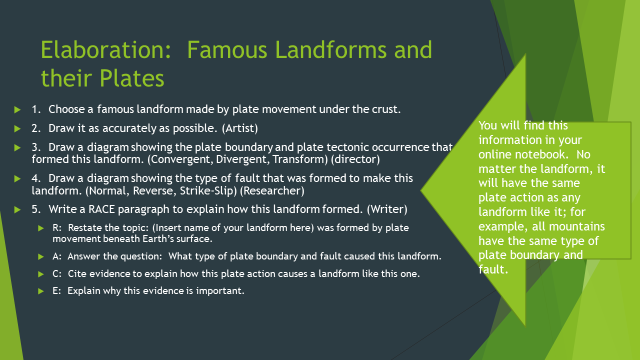 Elaboration:  Famous Landforms and
their Plates
1.  Choose a famous landform made by plate movement under the crust.
2.  Draw it as accurately as possible. (Artist)
3.  Draw a diagram showing the plate boundary and plate tectonic occurrence that
formed this landform. (Convergent, Divergent, Transform) (director)
4.  Draw a diagram showing the type of fault that was formed to make this
landform. (Normal, Reverse, Strike-Slip) (Researcher)
5.  Write a RACE paragraph to explain how this landform formed. (Writer)
R:  Restate the topic: (Insert name of your landform here) was formed by plate
movement beneath Earth's surface.
A:  Answer the question:  What type of plate boundary and fault caused this landform.
C:  Cite evidence to explain how this plate action causes a landform like this one.
E:  Explain why this evidence is important.
You will find this
information in your
online notebook.  No
matter the landform, it
will have the same
plate action as any
landform like it; for
example, all mountains
have the same type of
plate boundary and
fault.